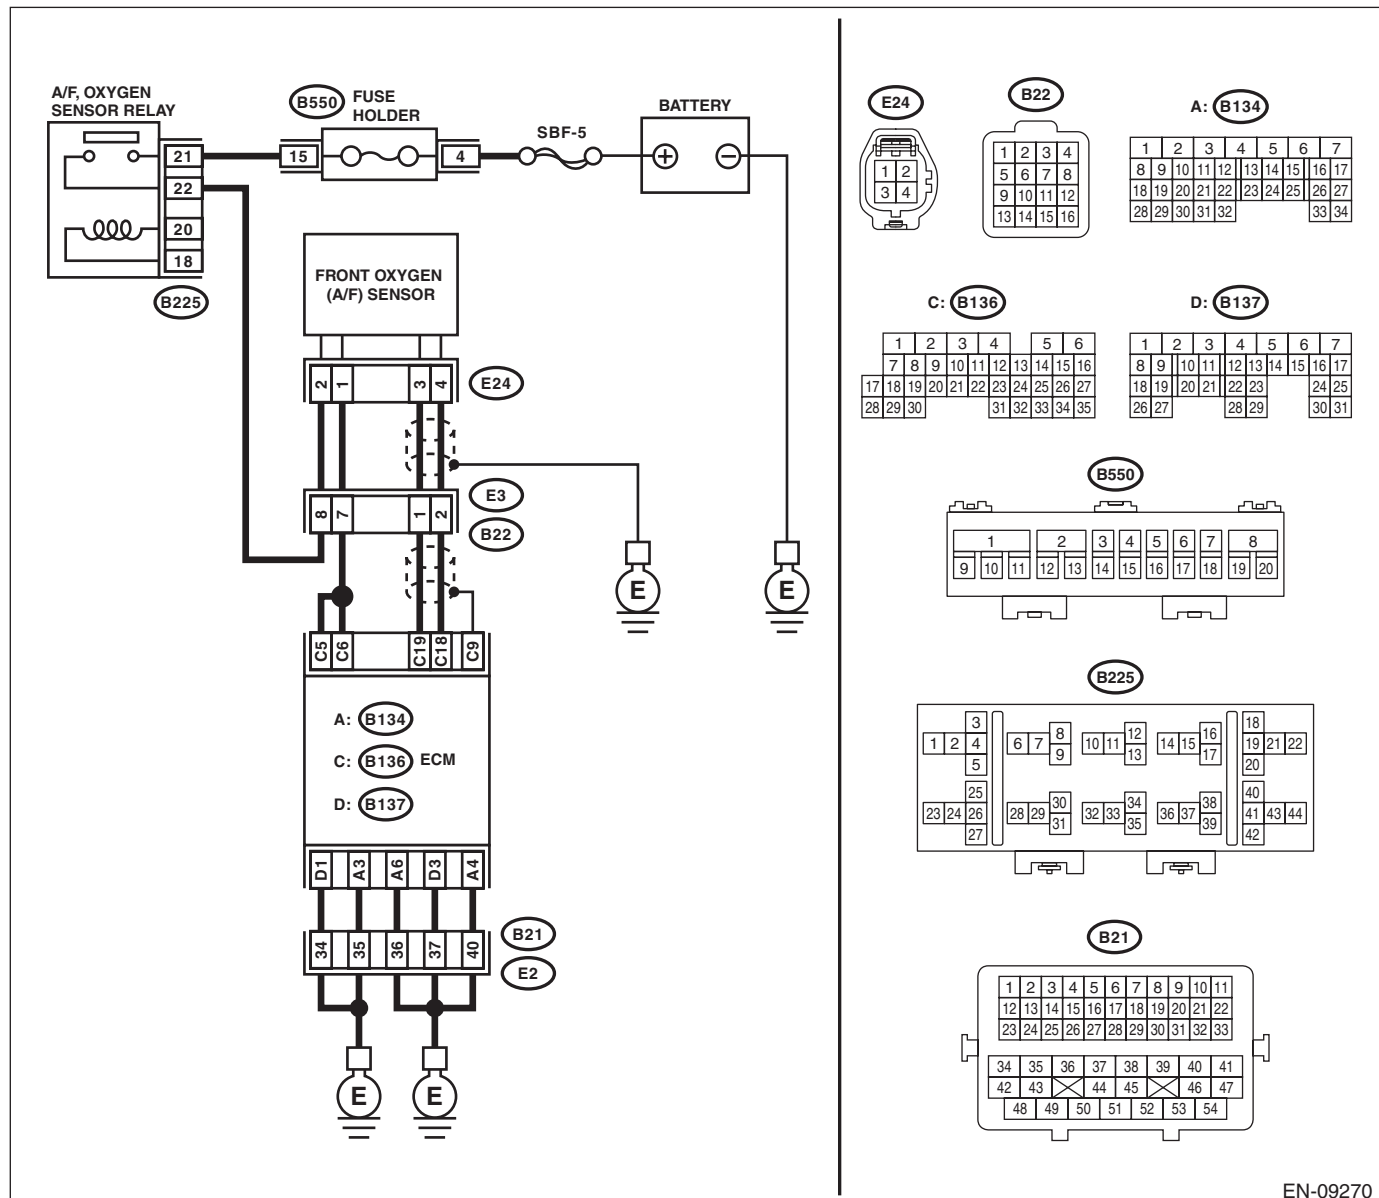 A/F, OXYGEN
SENSOR RELAY
B550 FUSE
HOLDER
SBF-5
BATTERY
21 15 4 + −
22
20
18
B225
FRONT OXYGEN
(A/F) SENSOR
2 1 3 4 E24
E3
8 7 1 2
B22
E E
C5 C6 C19 C18 C9
A: B134
C: B136 ECM
D: B137
D1 A3 A6 D3 A4
B21
34 35 36 37 40
E2
E E
E24
1 2
3 4
B22
1 2 3 4
5 6 7 8
9 10 11 12
13 14 15 16
A: B134
1 2 3 4 5 6 7
8 9 10 11 12 13 14 15 16 17
18 19 20 21 22 23 24 25 26 27
28 29 30 31 32 33 34
C: B136
1 2 3 4 5 6
7 8 9 10 11 12 13 14 15 16
17 18 19 20 21 22 23 24 25 26 27
28 29 30 31 32 33 34 35
D: B137
1 2 3 4 5 6 7
8 9 10 11 12 13 14 15 16 17
18 19 20 21 22 23 24 25
26 27 28 29 30 31
B550
1 2 3 4 5 6 7 8
9 10 11 12 13 14 15 16 17 18 19 20
B225
3 8 12 16 18
1 2 4 6 7 10 11 14 15 19 21 22
5 9 13 17 20
25 30 34 38 40
23 24 26 28 29 32 33 36 37 41 43 44
27 31 35 39 42
B21
1 2 3 4 5 6 7 8 9 10 11
12 13 14 15 16 17 18 19 20 21 22
23 24 25 26 27 28 29 30 31 32 33
34 35 36 37 38 39 40 41
42 43 44 45 46 47
48 49 50 51 52 53 54
EN-09270